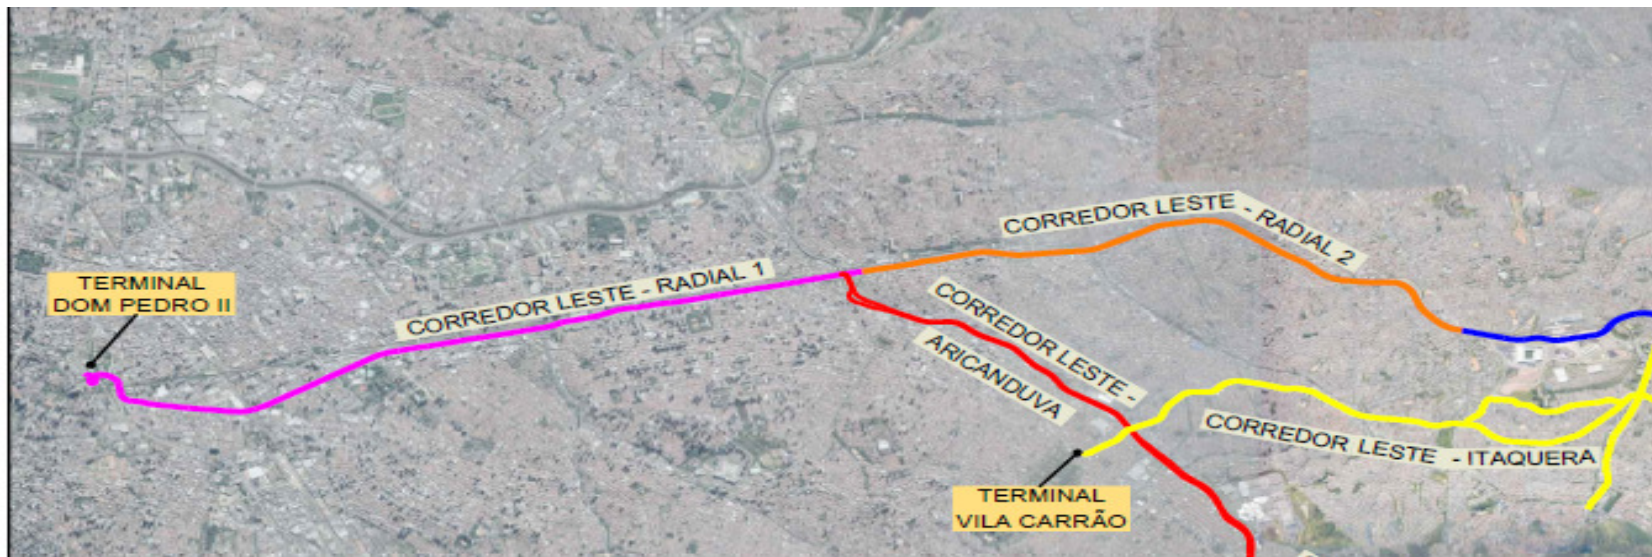 CORREDOR LESTE - RADIAL 2
TERMINAL
DOM PEDRO II
CORREDOR LESTE - RADIAL 1
CORREDOR LESTE -
ARICANDUVA
CORREDOR LESTE - ITAQUERA
TERMINAL
VILA CARRÃO